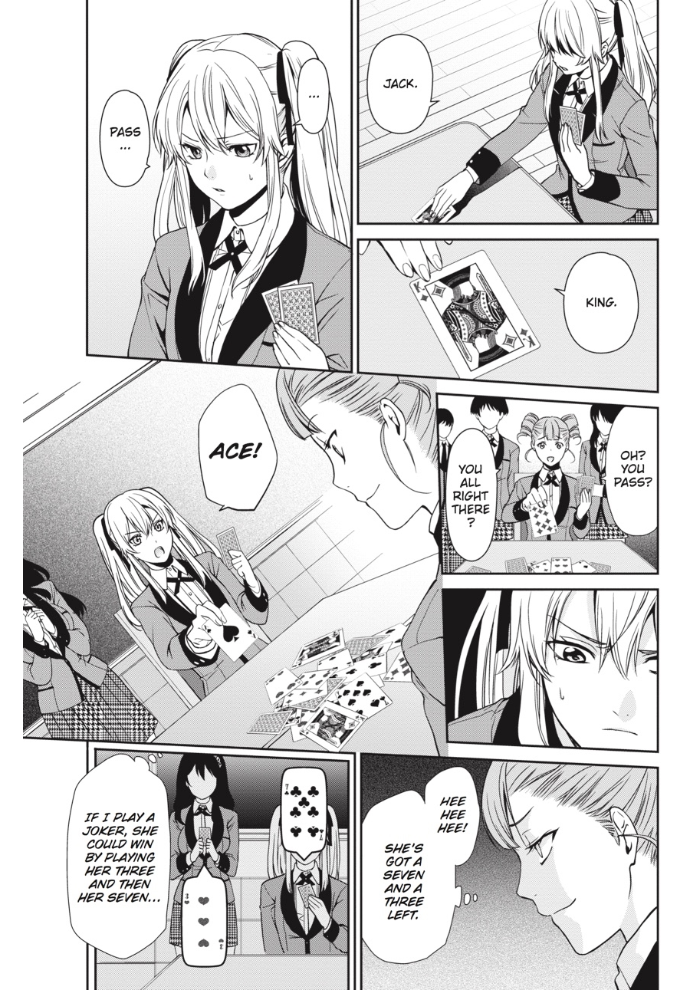 JACK.
...
PASS
...
KING.
OH?
YOU
PASS?
YOU
ALL
RIGHT
THERE
?
ACE!
HEE
HEE
HEE!
SHE'S
GOT A
SEVEN
AND A
THREE
LEFT.
IF I PLAY A
JOKER, SHE
COULD WIN
BY PLAYING
HER THREE
AND THEN
HER SEVEN...